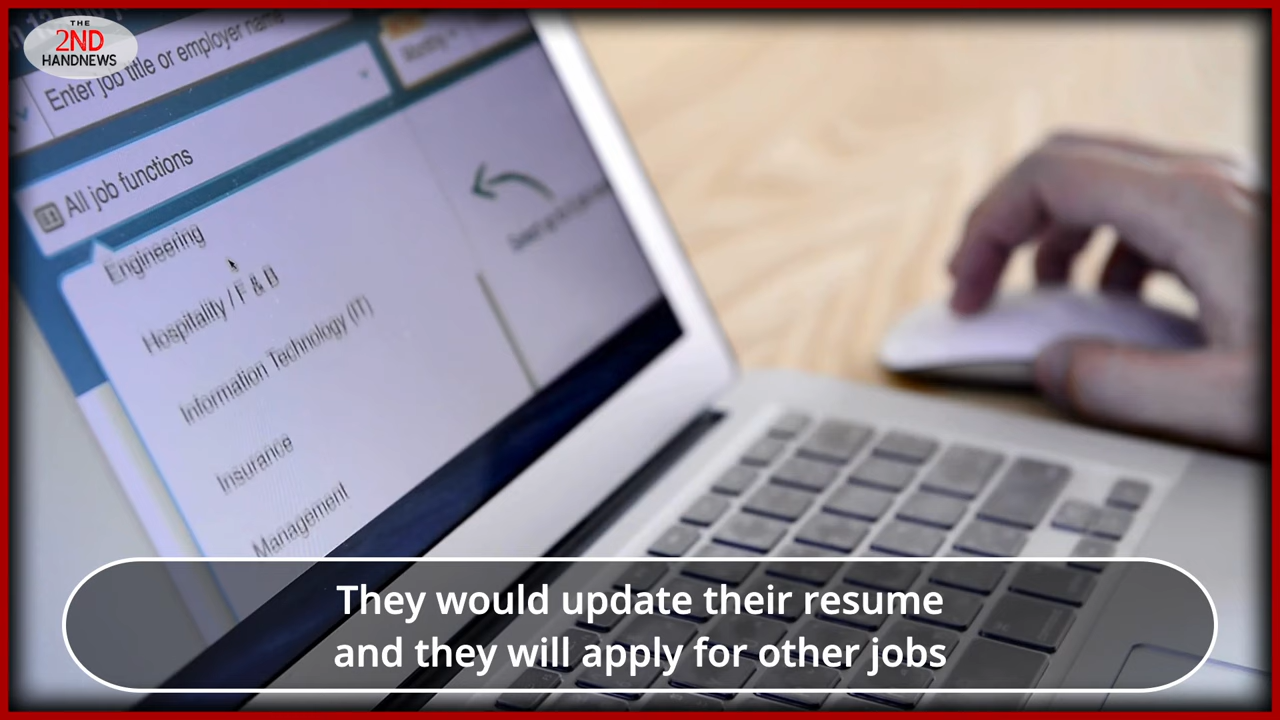 THE
2ND
HANDNEWS
Enter job title or employer name
Monthly
All job functions
Engineering
Hospitality / F & B
Information Technology (IT)
Insurance
Management
They would update their resume
and they will apply for other jobs